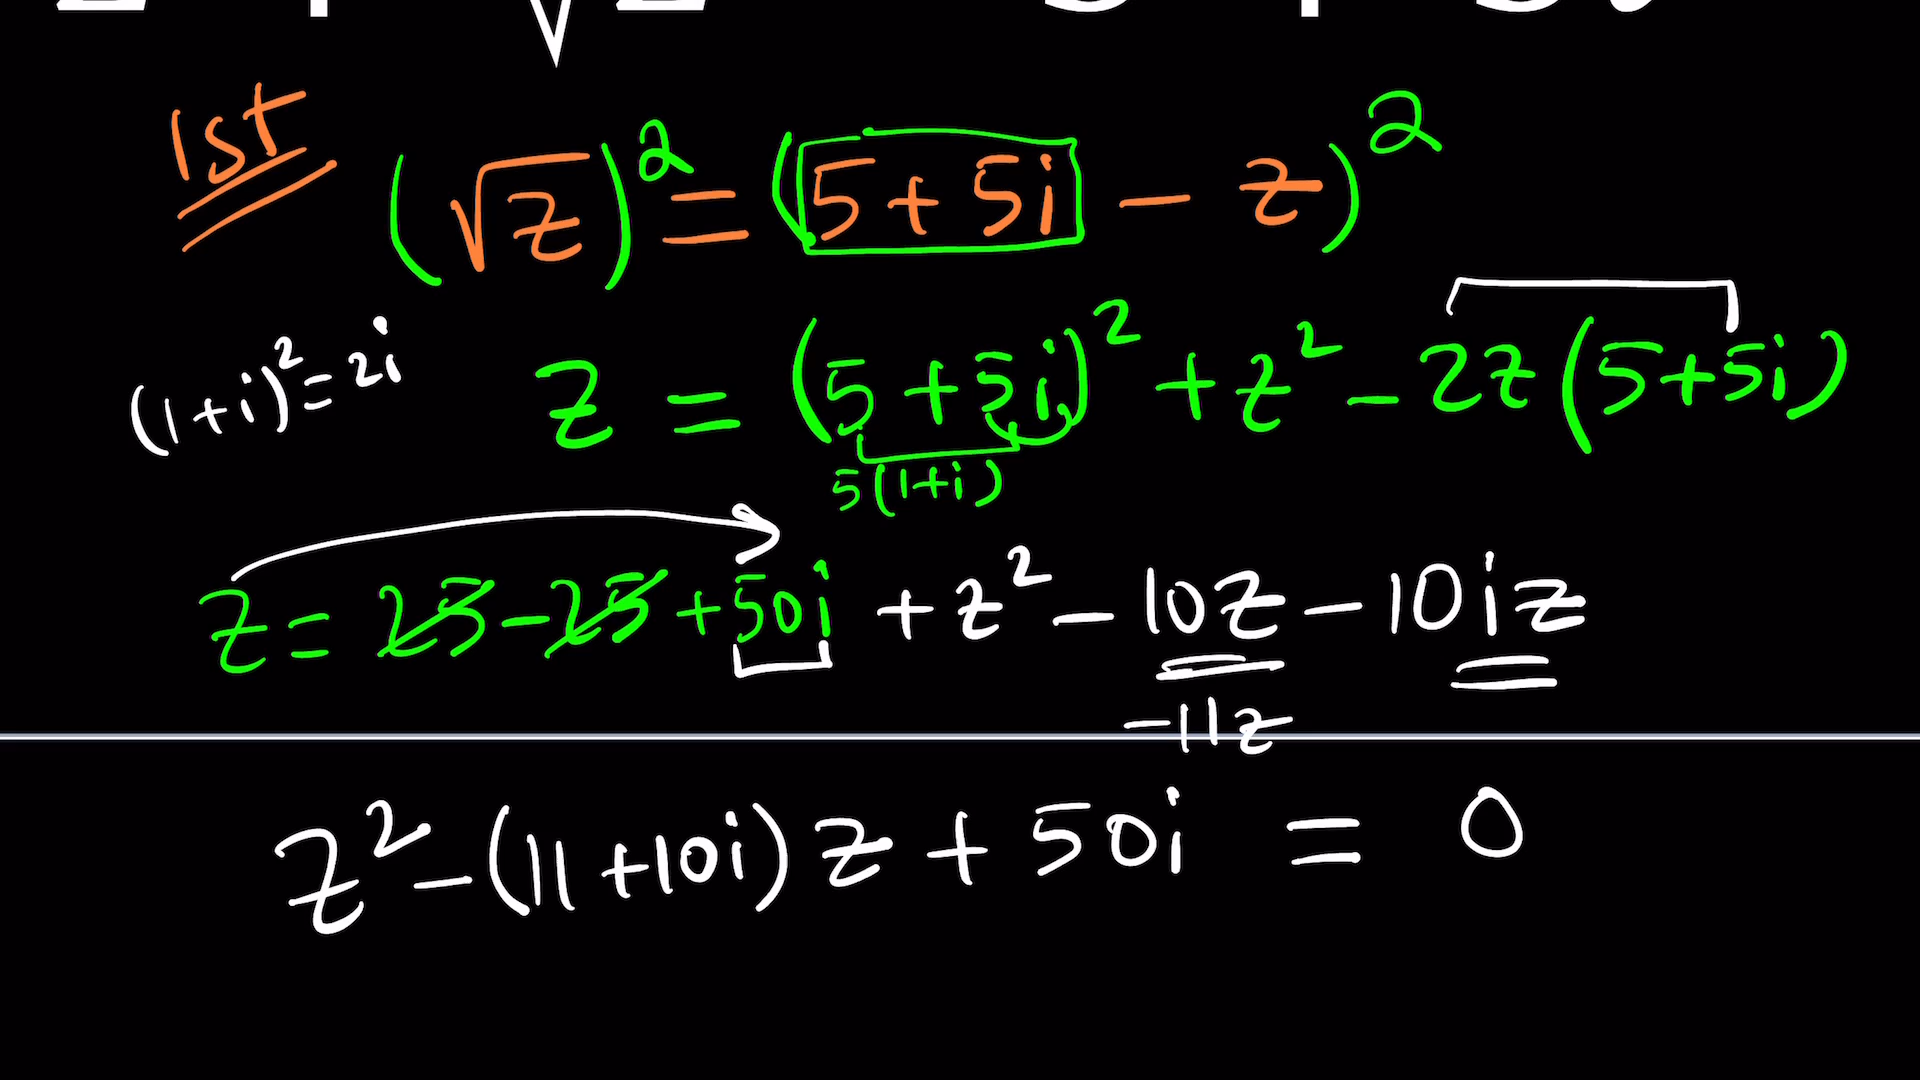 1st
(√z)² = (5 + 5i - z)²
(1+i)² = 2i
z = (5 + 5i)² + z² - 2z(5+5i)
5(1+i)
z = 25 - 25 + 50i + z² - 10z - 10iz
-11z
z² - (11+10i)z + 50i = 0